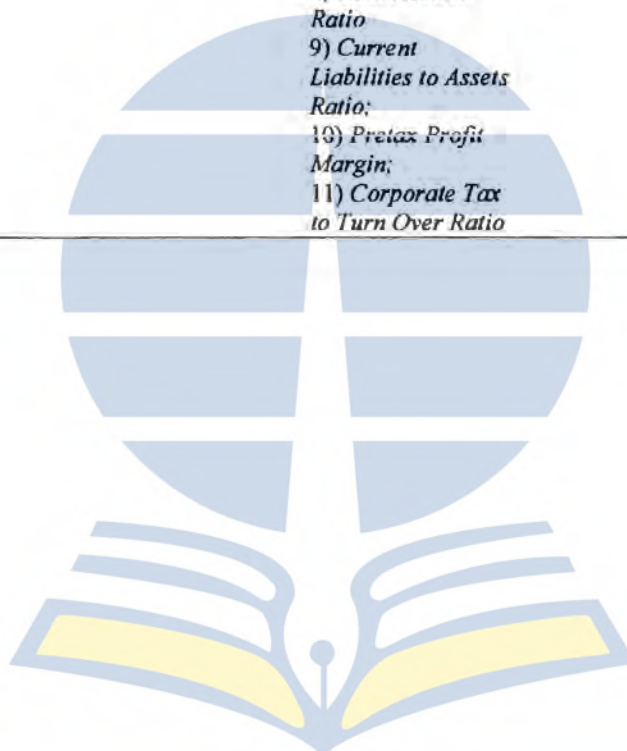 Ratio
9) Current
Liabilities to Assets
Ratio;
10) Pretax Profit
Margin;
11) Corporate Tax
to Turn Over Ratio